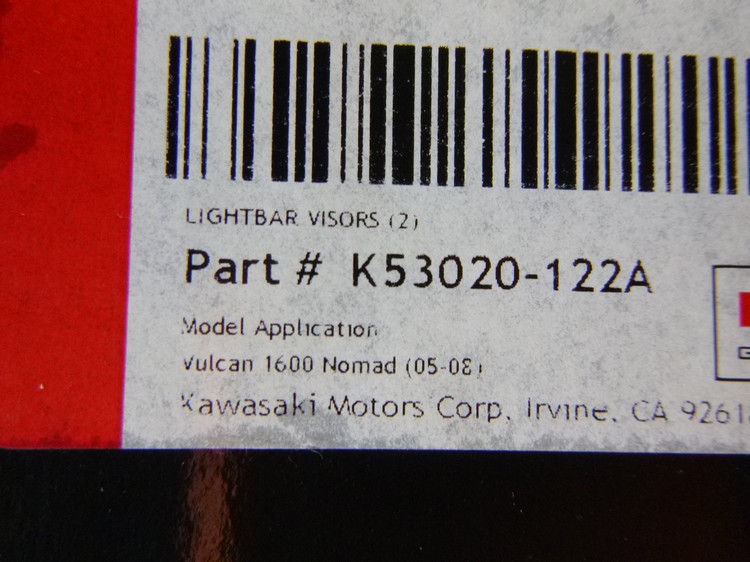 LIGHTBAR VISORS (2)
Part # K53020-122A
Model Application
Vulcan 1600 Nomad (05-08)
Kawasaki Motors Corp. Irvine, CA